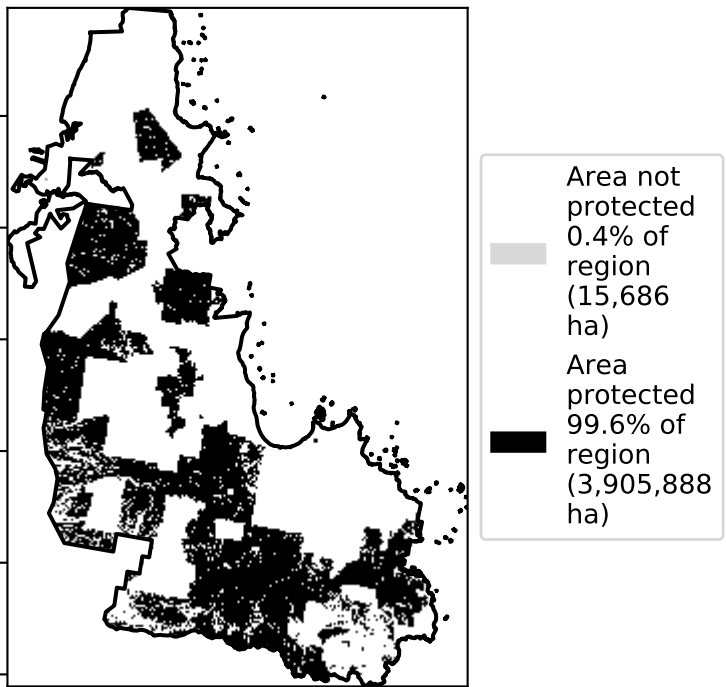 Area not
protected
0.4% of
region
(15,686
ha)
Area
protected
99.6% of
region
(3,905,888
ha)